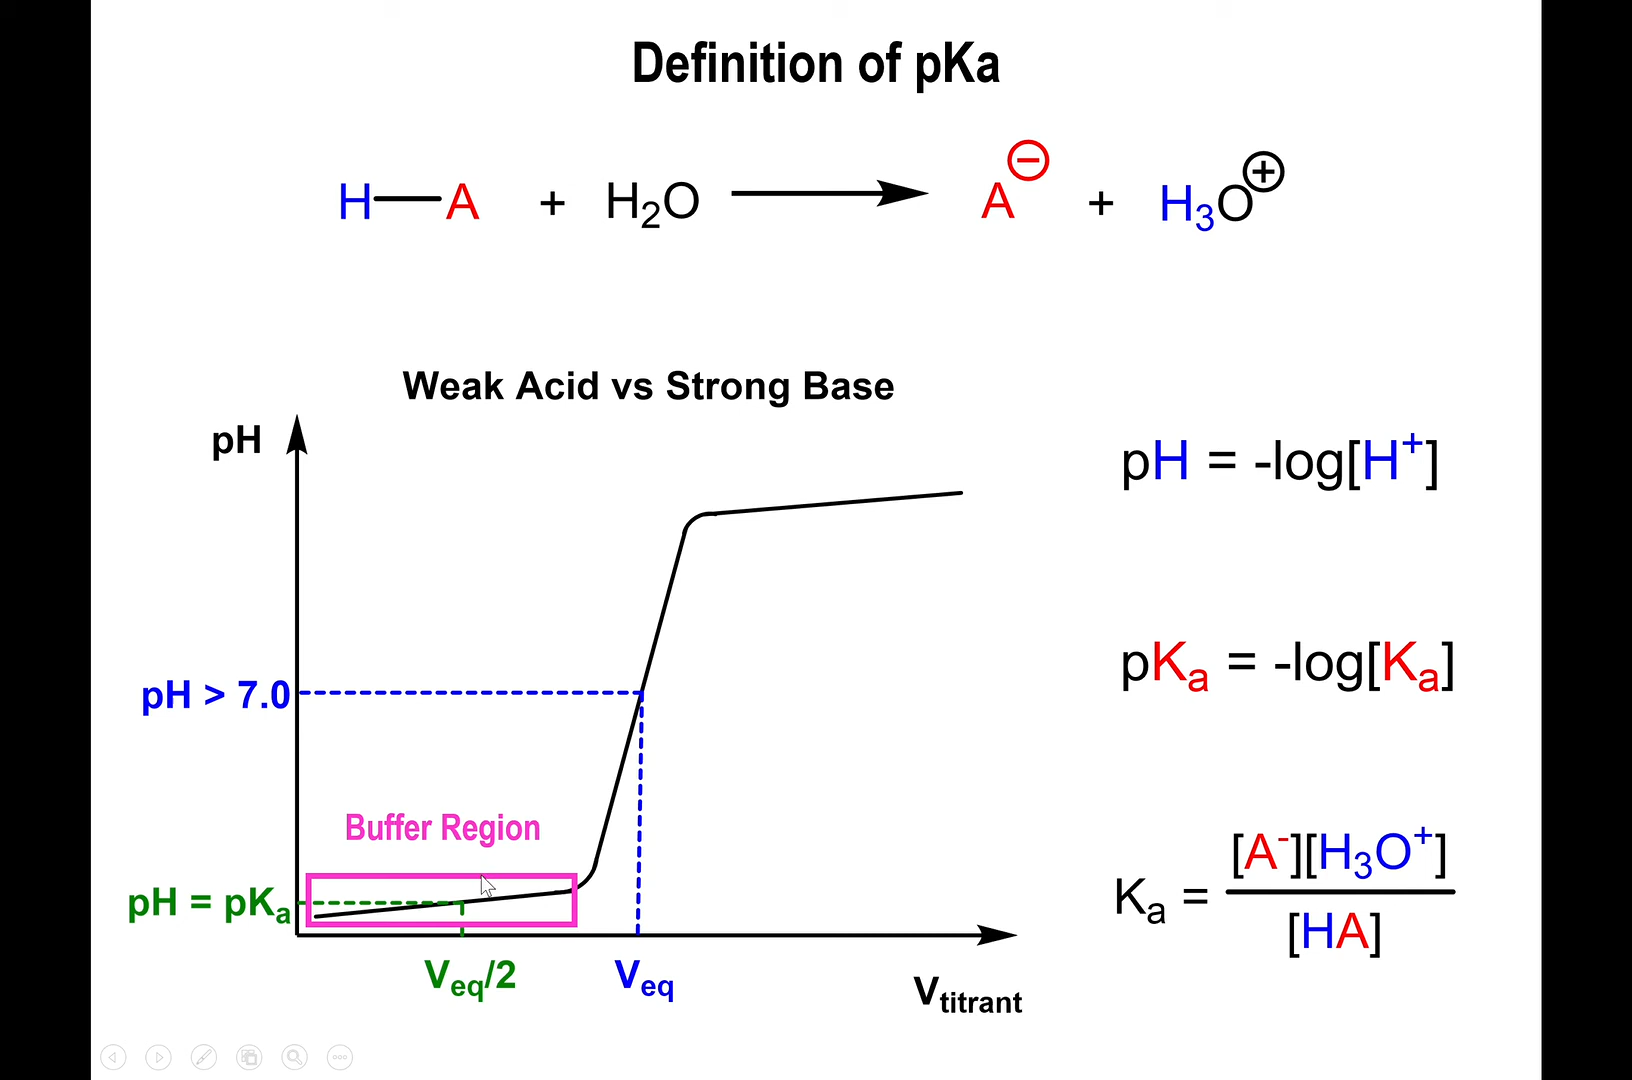 Definition of pKa
H—A + H₂O ⟶ A⊖ + H₃O⊕
Weak Acid vs Strong Base
pH
pH = -log[H⁺]
pKₐ = -log[Kₐ]
pH > 7.0
Buffer Region
Kₐ = [A⁻][H₃O⁺]
[HA]
pH = pKₐ
Veq/2
Veq
Vtitrant